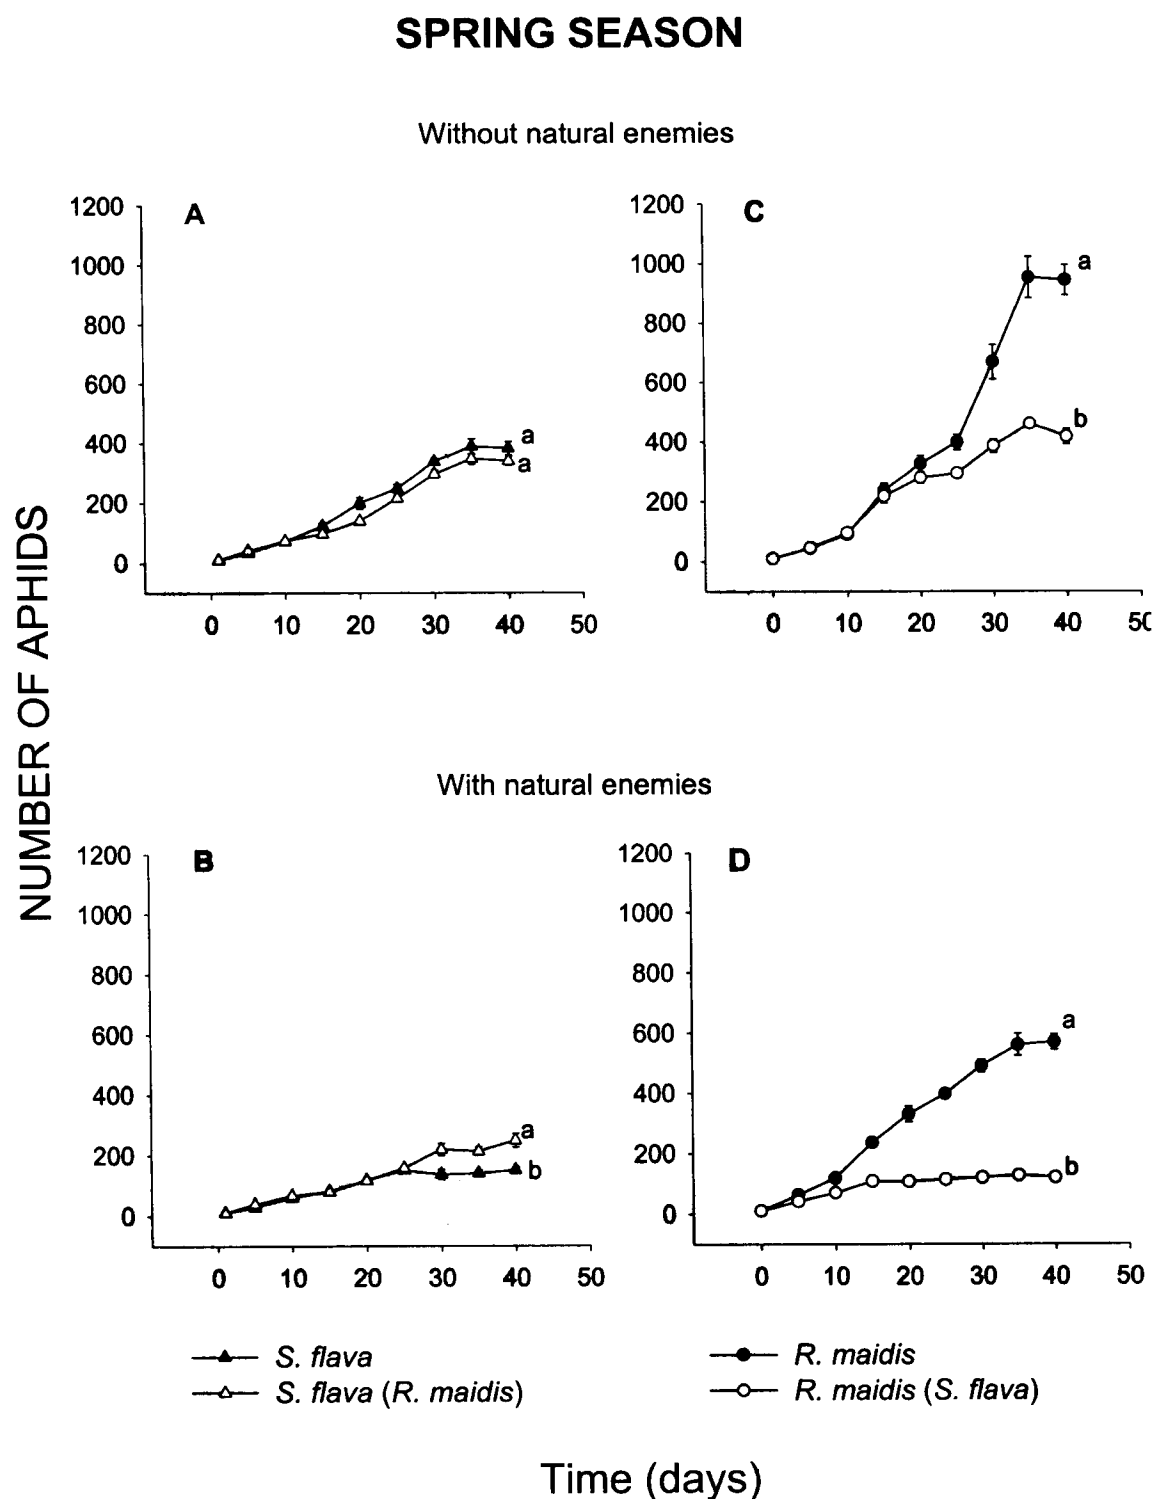 SPRING SEASON
Without natural enemies
NUMBER OF APHIDS
A
1200
1000
800
600
400
200
0
a
a
0 10 20 30 40 50
C
1200
1000
800
600
400
200
0
a
b
0 10 20 30 40 50
With natural enemies
B
1200
1000
800
600
400
200
0
a
b
0 10 20 30 40 50
D
1200
1000
800
600
400
200
0
a
b
0 10 20 30 40 50
S. flava
S. flava (R. maidis)
R. maidis
R. maidis (S. flava)
Time (days)